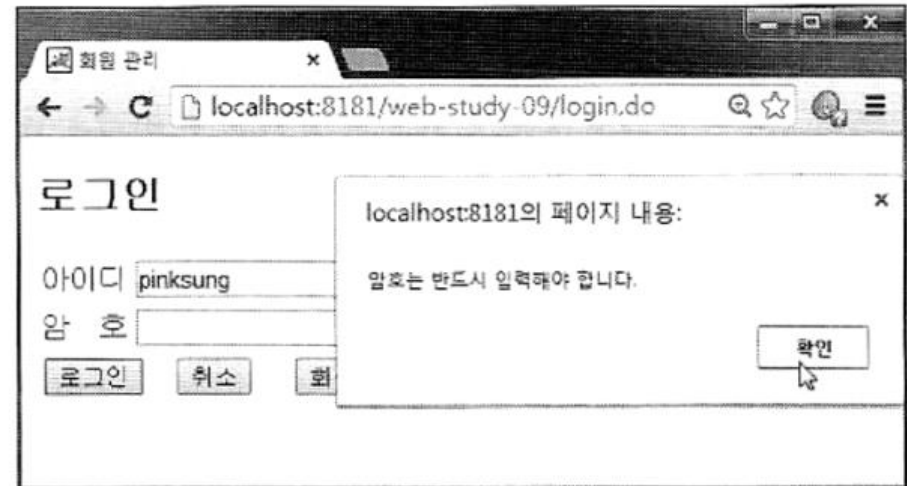 회원 관리
localhost:8181/web-study-09/login.do
로그인
localhost:8181의 페이지 내용:
암호는 반드시 입력해야 합니다.
확인
아이디 pinksung
암 호
로그인 취소 회